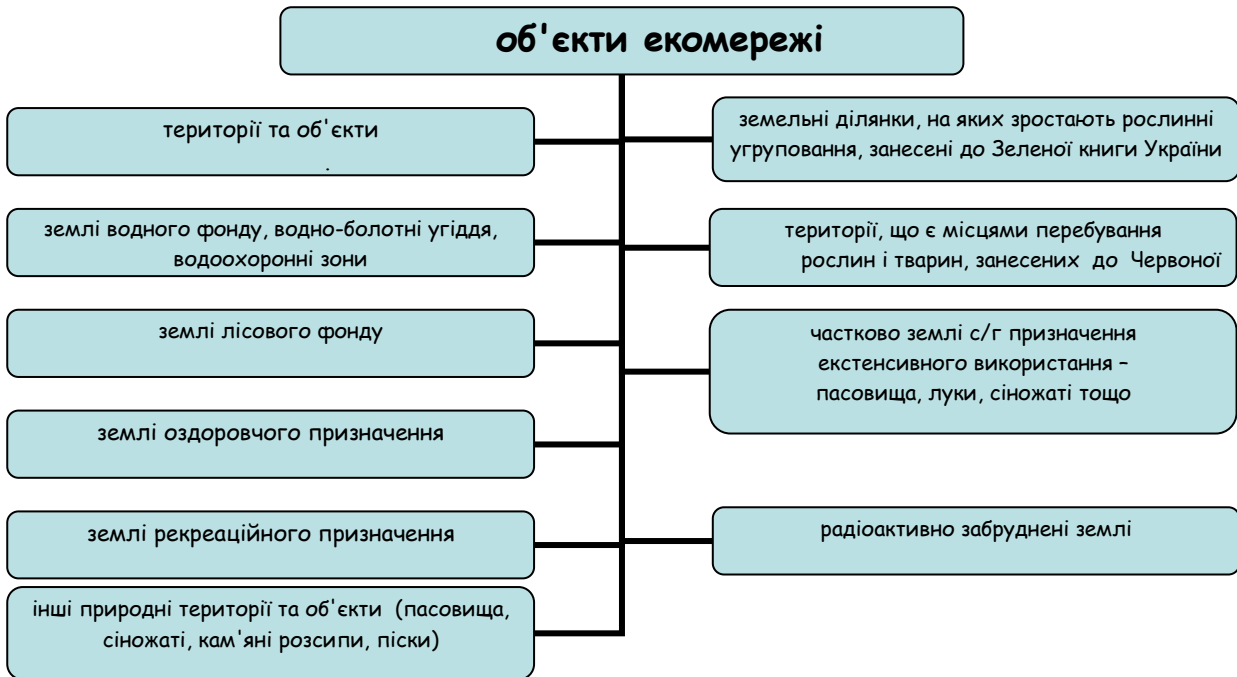 об'єкти екомережі
території та об'єкти
.
землі водного фонду, водно-болотні угіддя,
водоохоронні зони
землі лісового фонду
землі оздоровчого призначення
землі рекреаційного призначення
інші природні території та об'єкти (пасовища,
сіножаті, кам'яні розсипи, піски)
земельні ділянки, на яких зростають рослинні
угруповання, занесені до Зеленої книги України
території, що є місцями перебування
рослин і тварин, занесених до Червоної
частково землі с/г призначення
екстенсивного використання –
пасовища, луки, сіножаті тощо
радіоактивно забруднені землі